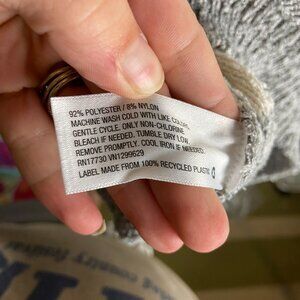 92% POLYESTER / 8% NYLON
MACHINE WASH COLD WITH LIKE COLORS
GENTLE CYCLE. ONLY NON-CHLORINE
BLEACH IF NEEDED. TUMBLE DRY LOW.
REMOVE PROMPTLY. COOL IRON IF NEEDED.
RN17730 VN1299629
LABEL MADE FROM 100% RECYCLED PLASTIC